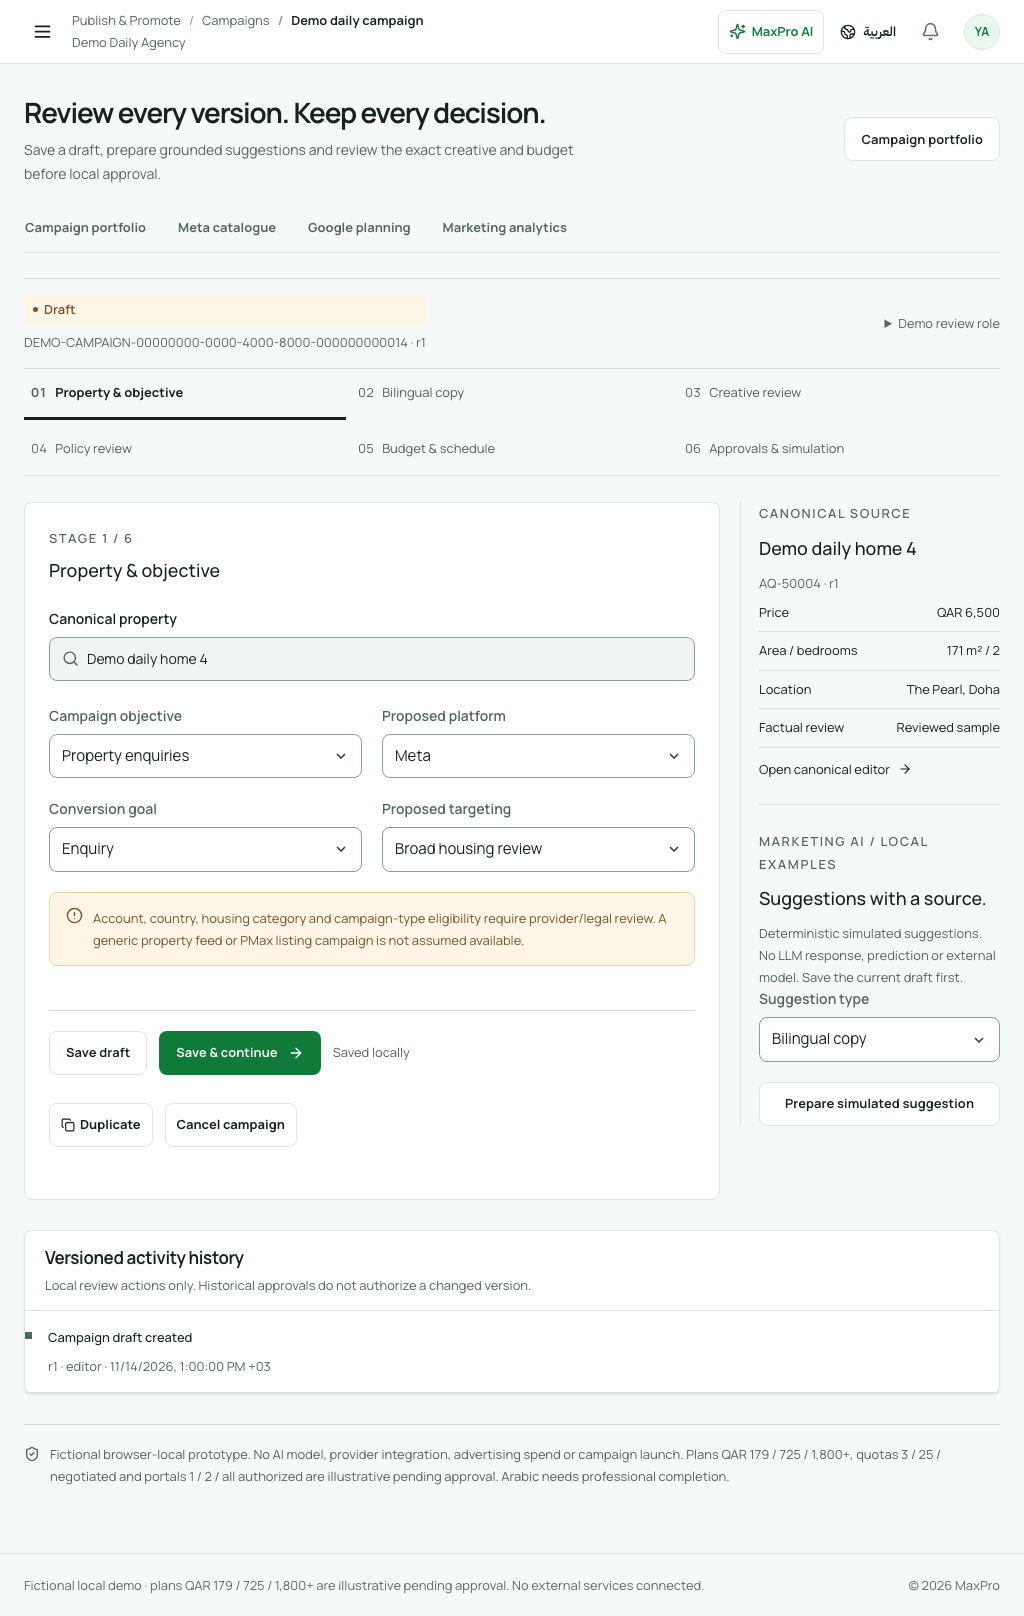 Publish & Promote / Campaigns / Demo daily campaign
Demo Daily Agency
MaxPro AI
العربية
YA
Review every version. Keep every decision.
Save a draft, prepare grounded suggestions and review the exact creative and budget
before local approval.
Campaign portfolio
Campaign portfolio
Meta catalogue
Google planning
Marketing analytics
Draft
DEMO-CAMPAIGN-00000000-0000-4000-8000-000000000014 · r1
Demo review role
01 Property & objective
02 Bilingual copy
03 Creative review
04 Policy review
05 Budget & schedule
06 Approvals & simulation
STAGE 1 / 6
Property & objective
Canonical property
Demo daily home 4
Campaign objective
Property enquiries
Proposed platform
Meta
Conversion goal
Enquiry
Proposed targeting
Broad housing review
Account, country, housing category and campaign-type eligibility require provider/legal review. A
generic property feed or PMax listing campaign is not assumed available.
Save draft
Save & continue
Saved locally
Duplicate
Cancel campaign
CANONICAL SOURCE
Demo daily home 4
AQ-50004 · r1
Price QAR 6,500
Area / bedrooms 171 m² / 2
Location The Pearl, Doha
Factual review Reviewed sample
Open canonical editor
MARKETING AI / LOCAL
EXAMPLES
Suggestions with a source.
Deterministic simulated suggestions.
No LLM response, prediction or external
model. Save the current draft first.
Suggestion type
Bilingual copy
Prepare simulated suggestion
Versioned activity history
Local review actions only. Historical approvals do not authorize a changed version.
Campaign draft created
r1 · editor · 11/14/2026, 1:00:00 PM +03
Fictional browser-local prototype. No AI model, provider integration, advertising spend or campaign launch. Plans QAR 179 / 725 / 1,800+, quotas 3 / 25 /
negotiated and portals 1 / 2 / all authorized are illustrative pending approval. Arabic needs professional completion.
Fictional local demo · plans QAR 179 / 725 / 1,800+ are illustrative pending approval. No external services connected.
© 2026 MaxPro